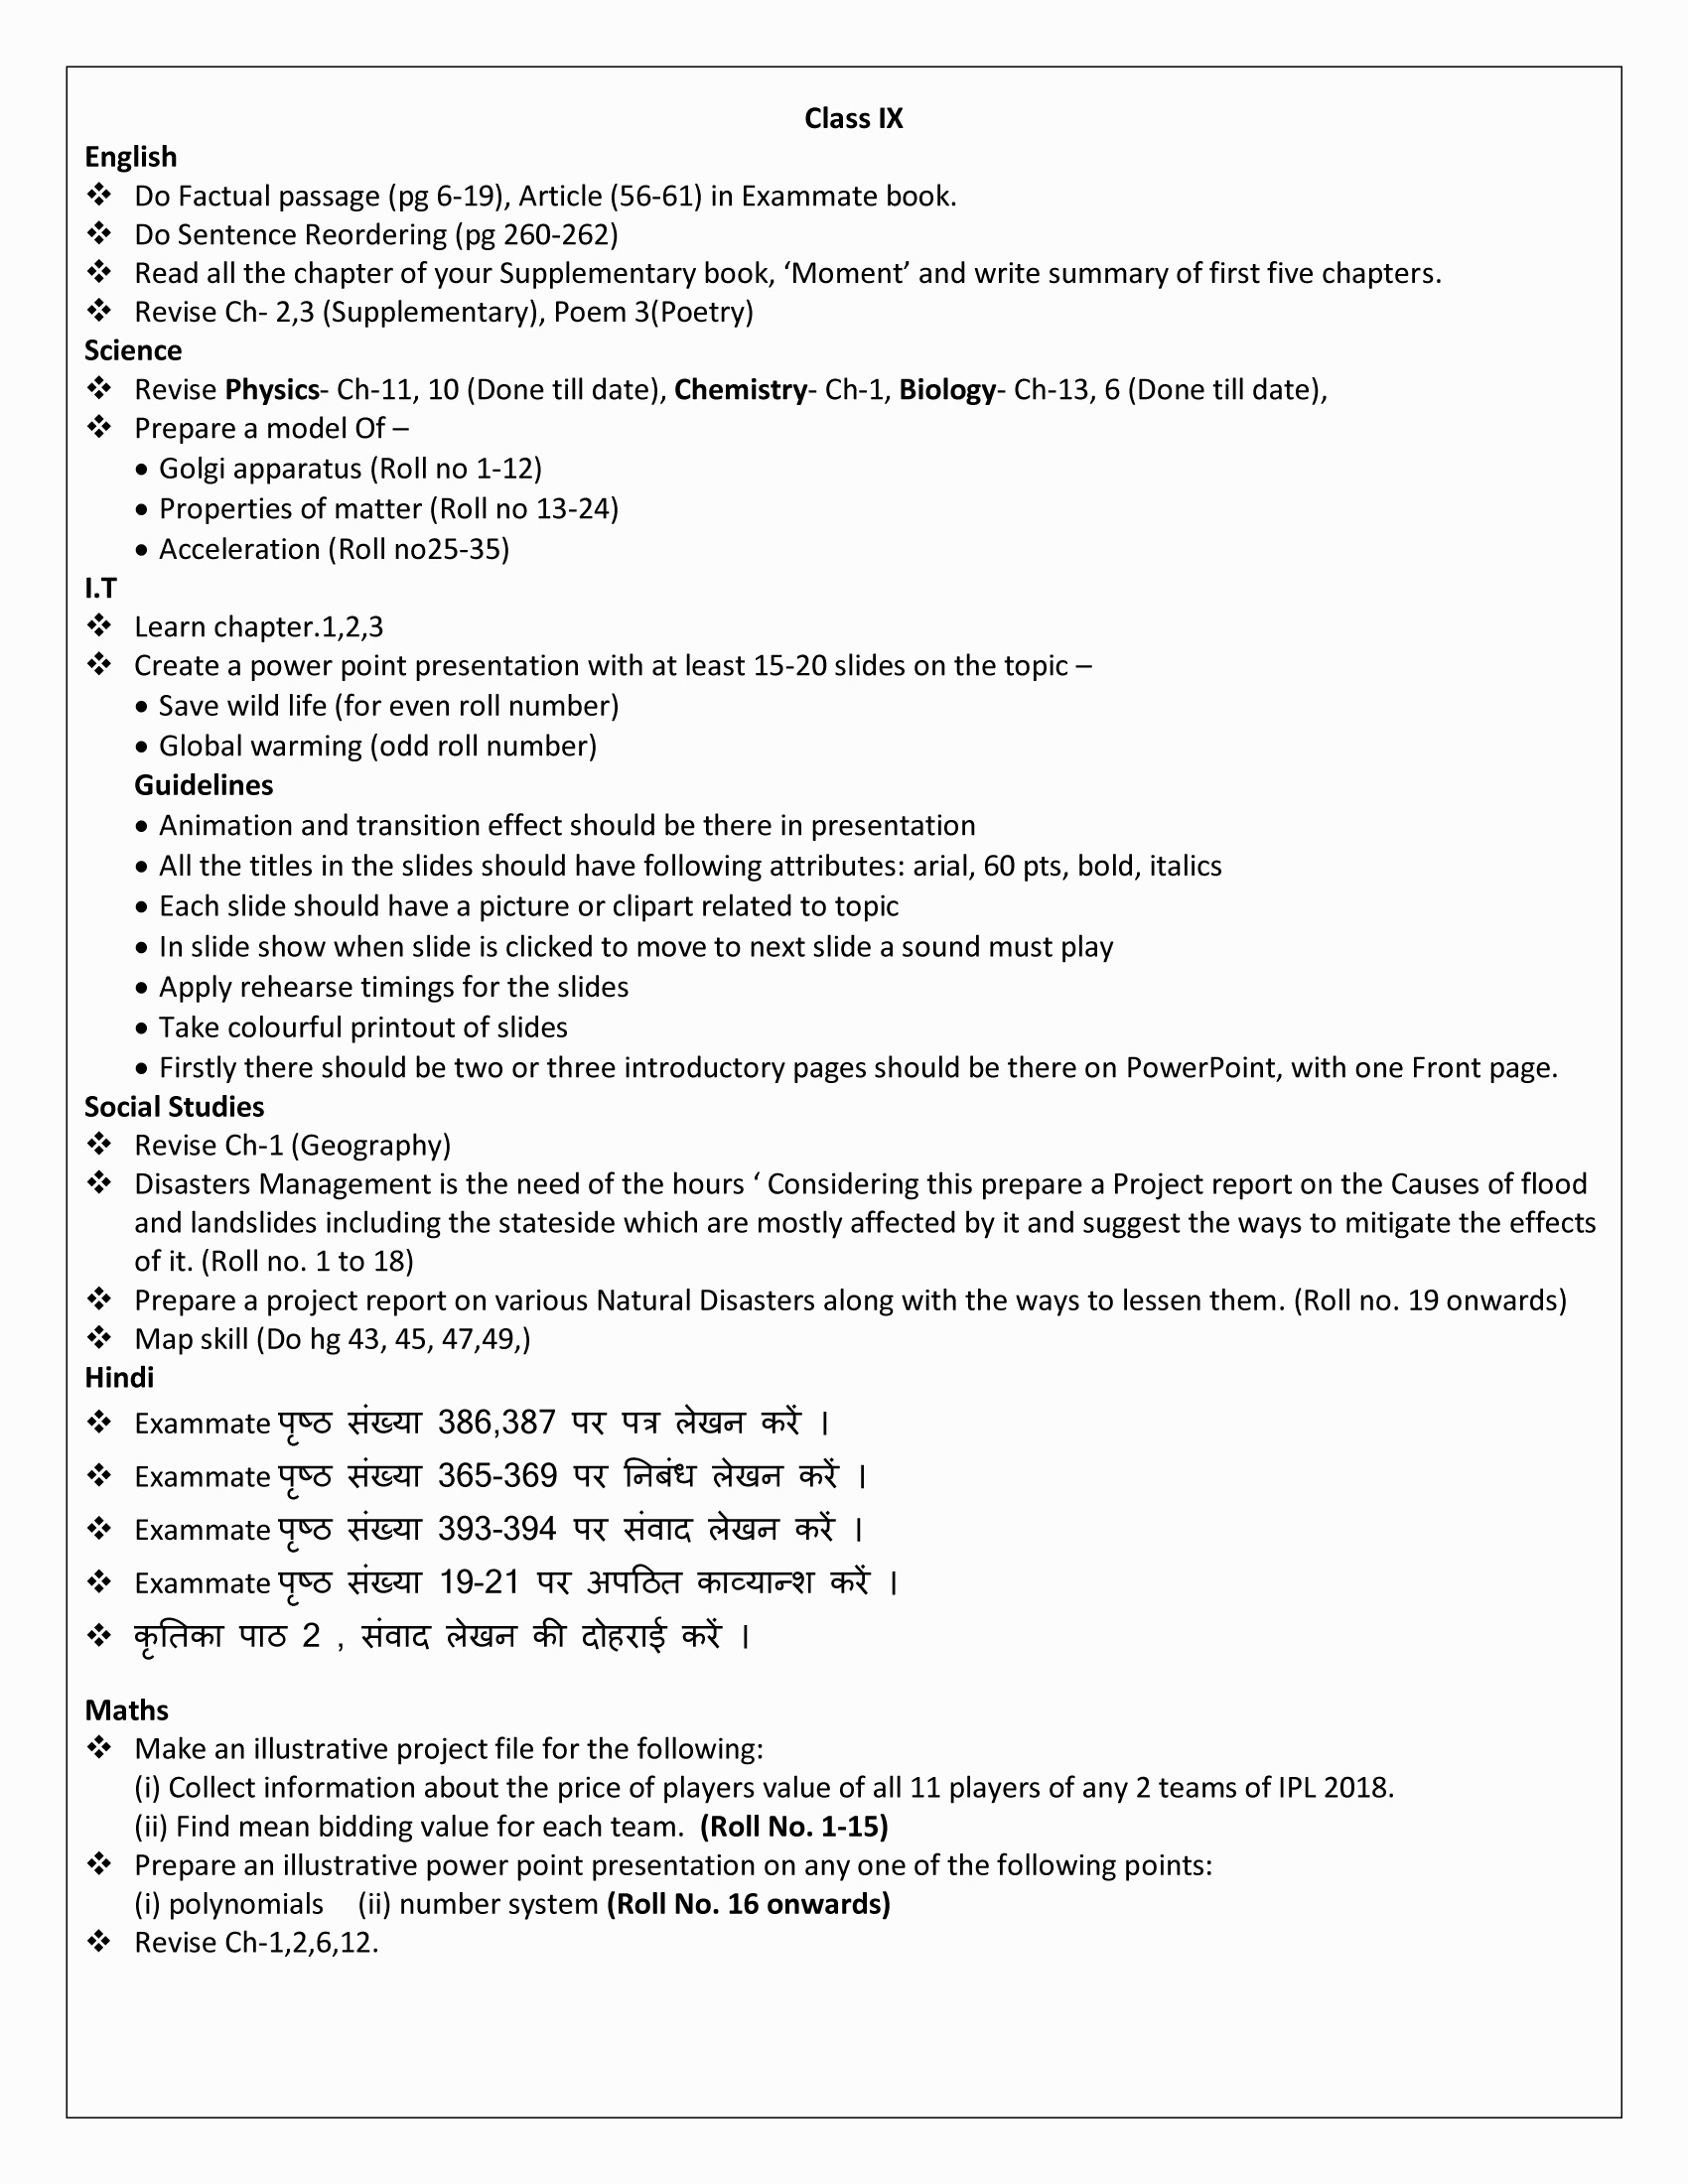 Class IX
English
❖ Do Factual passage (pg 6-19), Article (56-61) in Exammate book.
❖ Do Sentence Reordering (pg 260-262)
❖ Read all the chapter of your Supplementary book, ‘Moment’ and write summary of first five chapters.
❖ Revise Ch- 2,3 (Supplementary), Poem 3(Poetry)
Science
❖ Revise Physics- Ch-11, 10 (Done till date), Chemistry- Ch-1, Biology- Ch-13, 6 (Done till date),
❖ Prepare a model Of –
• Golgi apparatus (Roll no 1-12)
• Properties of matter (Roll no 13-24)
• Acceleration (Roll no25-35)
I.T
❖ Learn chapter.1,2,3
❖ Create a power point presentation with at least 15-20 slides on the topic –
• Save wild life (for even roll number)
• Global warming (odd roll number)
Guidelines
• Animation and transition effect should be there in presentation
• All the titles in the slides should have following attributes: arial, 60 pts, bold, italics
• Each slide should have a picture or clipart related to topic
• In slide show when slide is clicked to move to next slide a sound must play
• Apply rehearse timings for the slides
• Take colourful printout of slides
• Firstly there should be two or three introductory pages should be there on PowerPoint, with one Front page.
Social Studies
❖ Revise Ch-1 (Geography)
❖ Disasters Management is the need of the hours ‘ Considering this prepare a Project report on the Causes of flood
and landslides including the stateside which are mostly affected by it and suggest the ways to mitigate the effects
of it. (Roll no. 1 to 18)
❖ Prepare a project report on various Natural Disasters along with the ways to lessen them. (Roll no. 19 onwards)
❖ Map skill (Do hg 43, 45, 47,49,)
Hindi
❖ Exammate पृष्ठ संख्या 386,387 पर पत्र लेखन करें ।
❖ Exammate पृष्ठ संख्या 365-369 पर निबंध लेखन करें ।
❖ Exammate पृष्ठ संख्या 393-394 पर संवाद लेखन करें ।
❖ Exammate पृष्ठ संख्या 19-21 पर अपठित काव्यान्श करें ।
❖ कृतिका पाठ 2 , संवाद लेखन की दोहराई करें ।
Maths
❖ Make an illustrative project file for the following:
(i) Collect information about the price of players value of all 11 players of any 2 teams of IPL 2018.
(ii) Find mean bidding value for each team. (Roll No. 1-15)
❖ Prepare an illustrative power point presentation on any one of the following points:
(i) polynomials (ii) number system (Roll No. 16 onwards)
❖ Revise Ch-1,2,6,12.